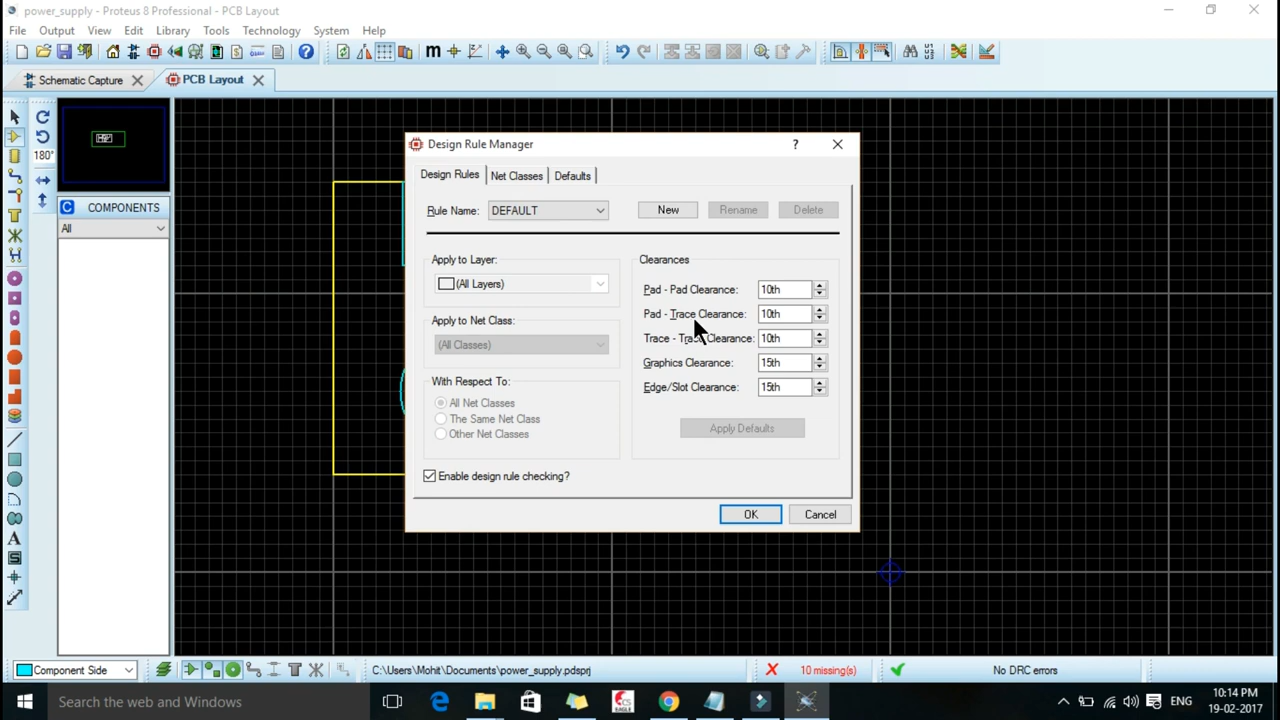 power_supply - Proteus 8 Professional - PCB Layout
File Output View Edit Library Tools Technology System Help
Schematic Capture PCB Layout
180°
C COMPONENTS
All
Design Rule Manager
Design Rules Net Classes Defaults
Rule Name: DEFAULT New Rename Delete
Apply to Layer:
(All Layers)
Apply to Net Class:
(All Classes)
With Respect To:
All Net Classes
The Same Net Class
Other Net Classes
Enable design rule checking?
Clearances
Pad - Pad Clearance: 10th
Pad - Trace Clearance: 10th
Trace - Trace Clearance: 10th
Graphics Clearance: 15th
Edge/Slot Clearance: 15th
Apply Defaults
OK Cancel
Component Side C:\Users\Mohit\Documents\power_supply.pdsprj 10 missing(s) No DRC errors
Search the web and Windows
ENG
10:14 PM
19-02-2017